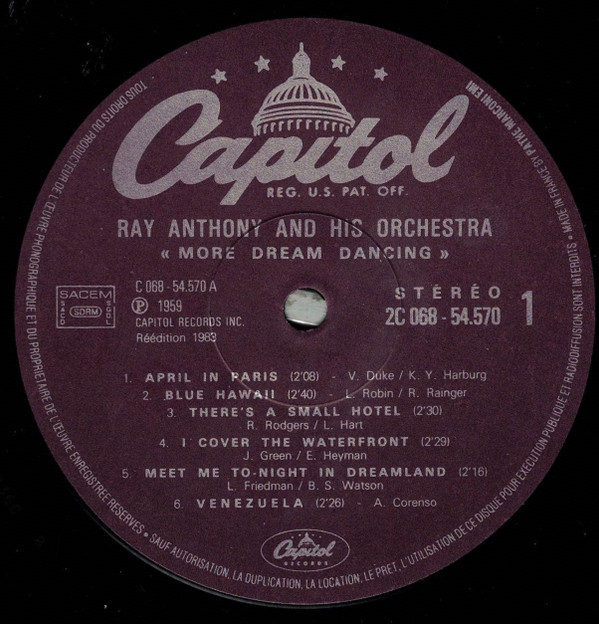 Capitol
REG. U.S. PAT. OFF.
RAY ANTHONY AND HIS ORCHESTRA
« MORE DREAM DANCING »
C 068 - 54.570 A
Ⓟ 1959
CAPITOL RECORDS INC.
Réédition 1983
SACEM
SACD
SDRM
SGDL
STÉRÉO
2C 068 - 54.570
1
1. APRIL IN PARIS (2'08) - V. Duke / K. Y. Harburg
2. BLUE HAWAII (2'40) - L. Robin / R. Rainger
3. THERE'S A SMALL HOTEL (2'30)
R. Rodgers / L. Hart
4. I COVER THE WATERFRONT (2'29)
J. Green / E. Heyman
5. MEET ME TO-NIGHT IN DREAMLAND (2'16)
L. Friedman / B. S. Watson
6. VENEZUELA (2'26) - A. Corenso
Capitol
RECORDS
TOUS DROITS DU PRODUCTEUR DE L'ŒUVRE PHONOGRAPHIQUE ET DU PROPRIETAIRE DE L'ŒUVRE ENREGISTREE RESERVES • SAUF AUTORISATION, LA DUPLICATION, LA LOCATION, LE PRET, L'UTILISATION DE CE DISQUE POUR EXECUTION PUBLIQUE ET RADIODIFFUSION SONT INTERDITS • MADE IN FRANCE BY PATHE MARCONI EMI